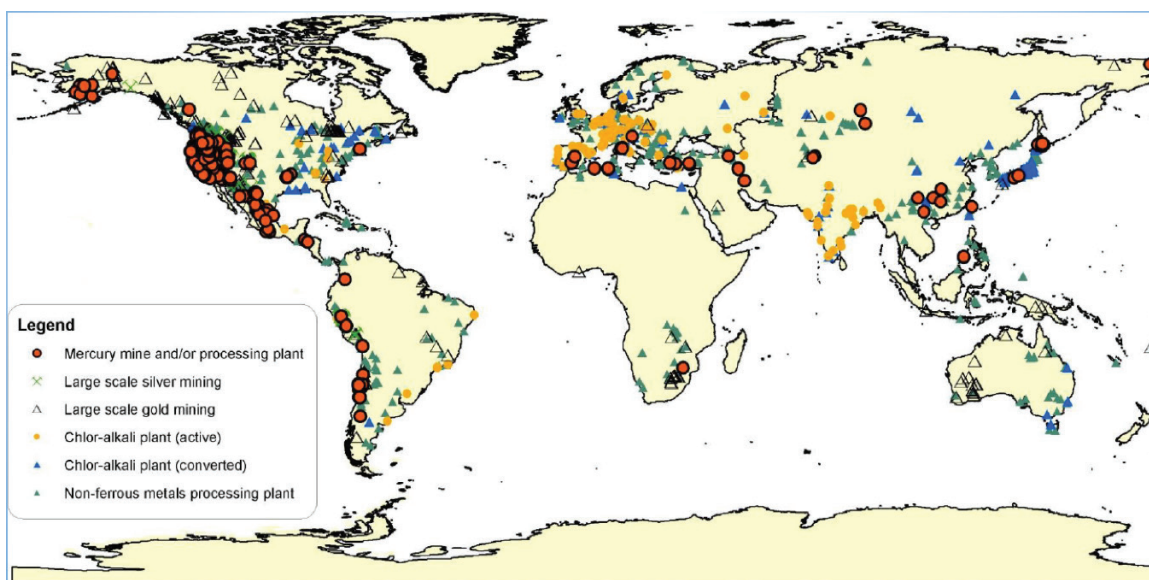 Legend
Mercury mine and/or processing plant
Large scale silver mining
Large scale gold mining
Chlor-alkali plant (active)
Chlor-alkali plant (converted)
Non-ferrous metals processing plant